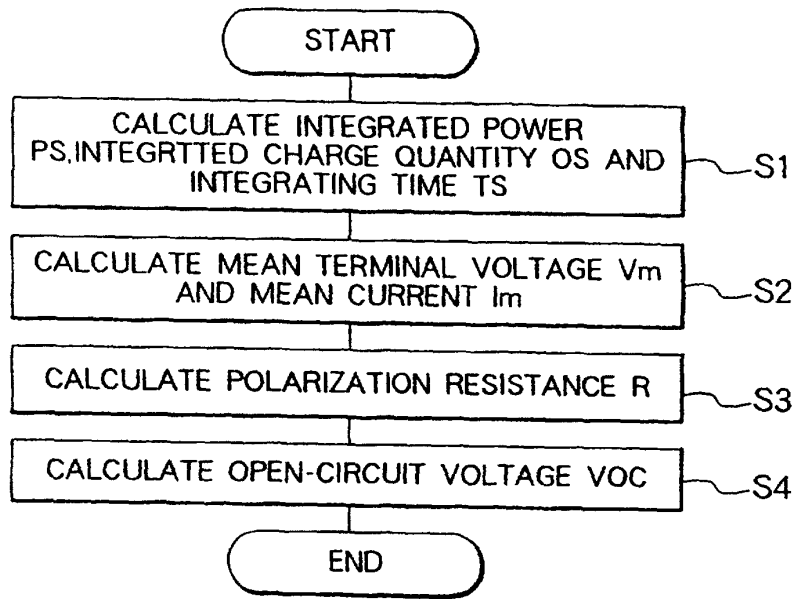 START
CALCULATE INTEGRATED POWER
PS,INTEGRTTED CHARGE QUANTITY OS AND
INTEGRATING TIME TS
S1
CALCULATE MEAN TERMINAL VOLTAGE Vm
AND MEAN CURRENT Im
S2
CALCULATE POLARIZATION RESISTANCE R
S3
CALCULATE OPEN-CIRCUIT VOLTAGE VOC
S4
END